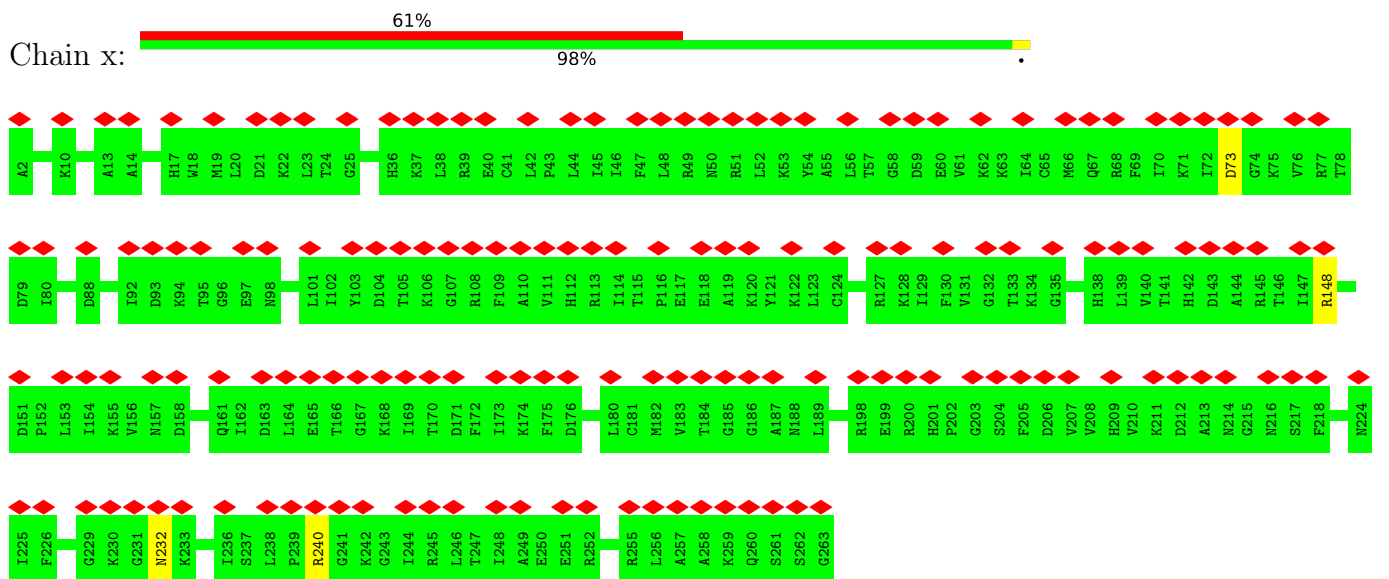 61%
Chain x:
98%
A2 K10 A13 A14 H17 W18 M19 L20 D21 K22 L23 T24 G25 H36 K37 L38 R39 E40 C41 L42 P43 L44 I45 I46 F47 L48 R49 N50 R51 L52 K53 Y54 A55 L56 T57 G58 D59 E60 V61 K62 K63 I64 C65 M66 Q67 R68 F69 I70 K71 I72 D73 G74 K75 V76 R77 T78
D79 I80 D88 I92 D93 K94 T95 G96 E97 N98 L101 I102 Y103 D104 T105 K106 G107 R108 F109 A110 V111 H112 R113 I114 T115 P116 E117 E118 A119 K120 Y121 K122 L123 C124 R127 K128 I129 F130 V131 G132 T133 K134 G135 H138 L139 V140 T141 H142 D143 A144 R145 T146 I147 R148
D151 P152 L153 I154 K155 V156 N157 D158 Q161 I162 D163 L164 E165 T166 G167 K168 I169 T170 D171 F172 I173 K174 F175 D176 L180 C181 M182 V183 T184 G185 G186 A187 N188 L189 R198 E199 R200 H201 P202 G203 S204 F205 D206 V207 V208 H209 V210 K211 D212 A213 N214 G215 N216 S217 F218 N224
I225 F226 G229 K230 G231 N232 K233 I236 S237 L238 P239 R240 G241 K242 G243 I244 R245 L246 T247 I248 A249 E250 E251 R252 R255 L256 A257 A258 K259 Q260 S261 S262 G263